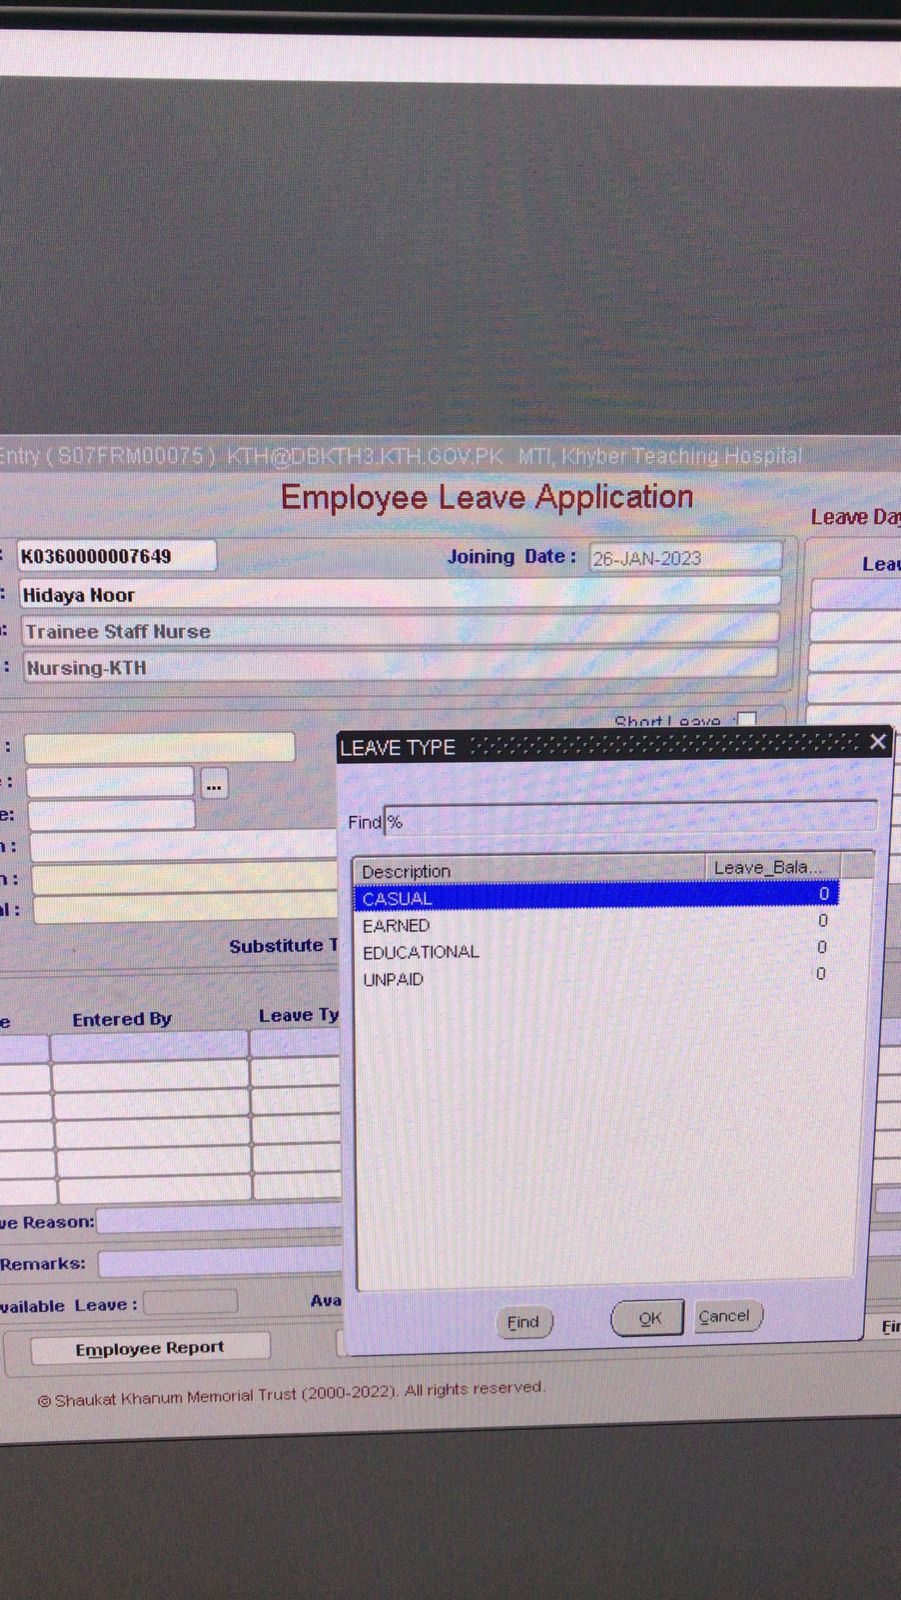 Entry ( S07FRM00075 ) KTH@DBKTH3.KTH.GOV.PK MTI, Khyber Teaching Hospital
Employee Leave Application
Leave Day
: K0360000007649 Joining Date : 26-JAN-2023
Leav
: Hidaya Noor
: Trainee Staff Nurse
: Nursing-KTH
Short Leave :
:
: ...
e:
n :
n :
al :
LEAVE TYPE
Find %
Description Leave_Bala...
CASUAL 0
EARNED 0
EDUCATIONAL 0
UNPAID 0
Substitute T
e Entered By Leave Ty
ve Reason:
Remarks:
vailable Leave : Ava
Find OK Cancel
Fin
Employee Report
© Shaukat Khanum Memorial Trust (2000-2022). All rights reserved.